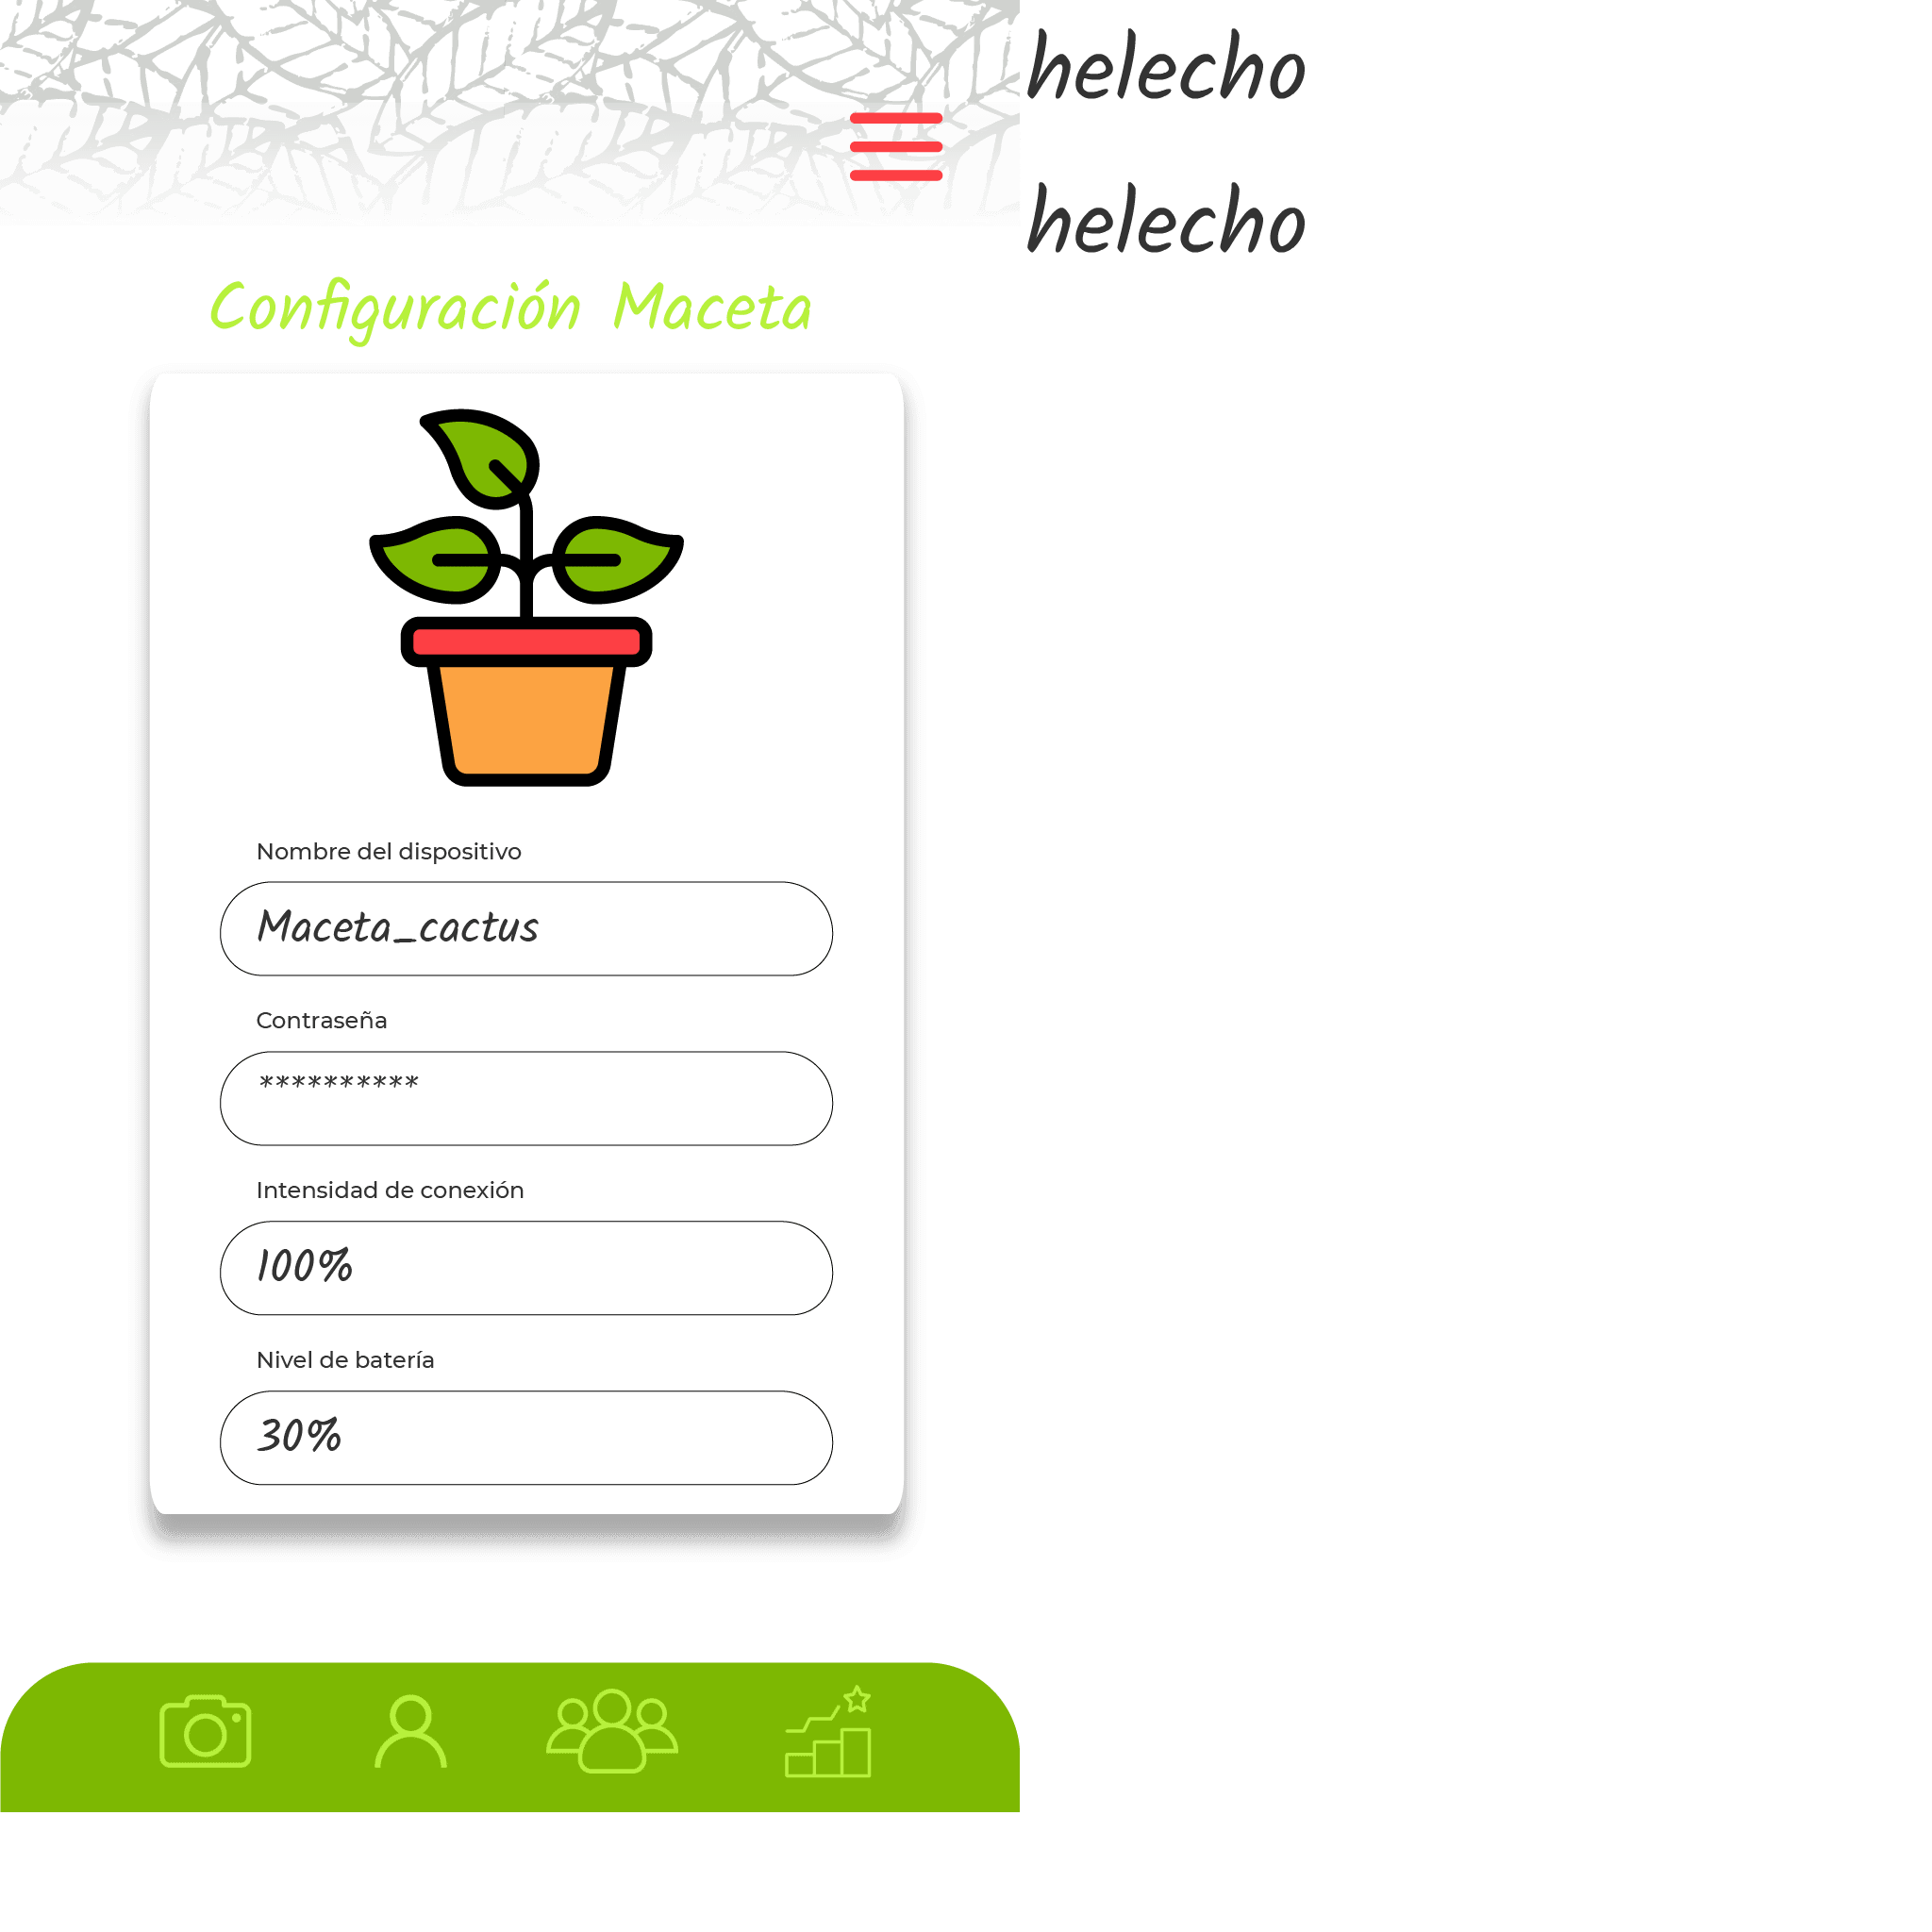 helecho
helecho
Configuración Maceta
Nombre del dispositivo
Maceta_cactus
Contraseña
**********
Intensidad de conexión
100%
Nivel de batería
30%